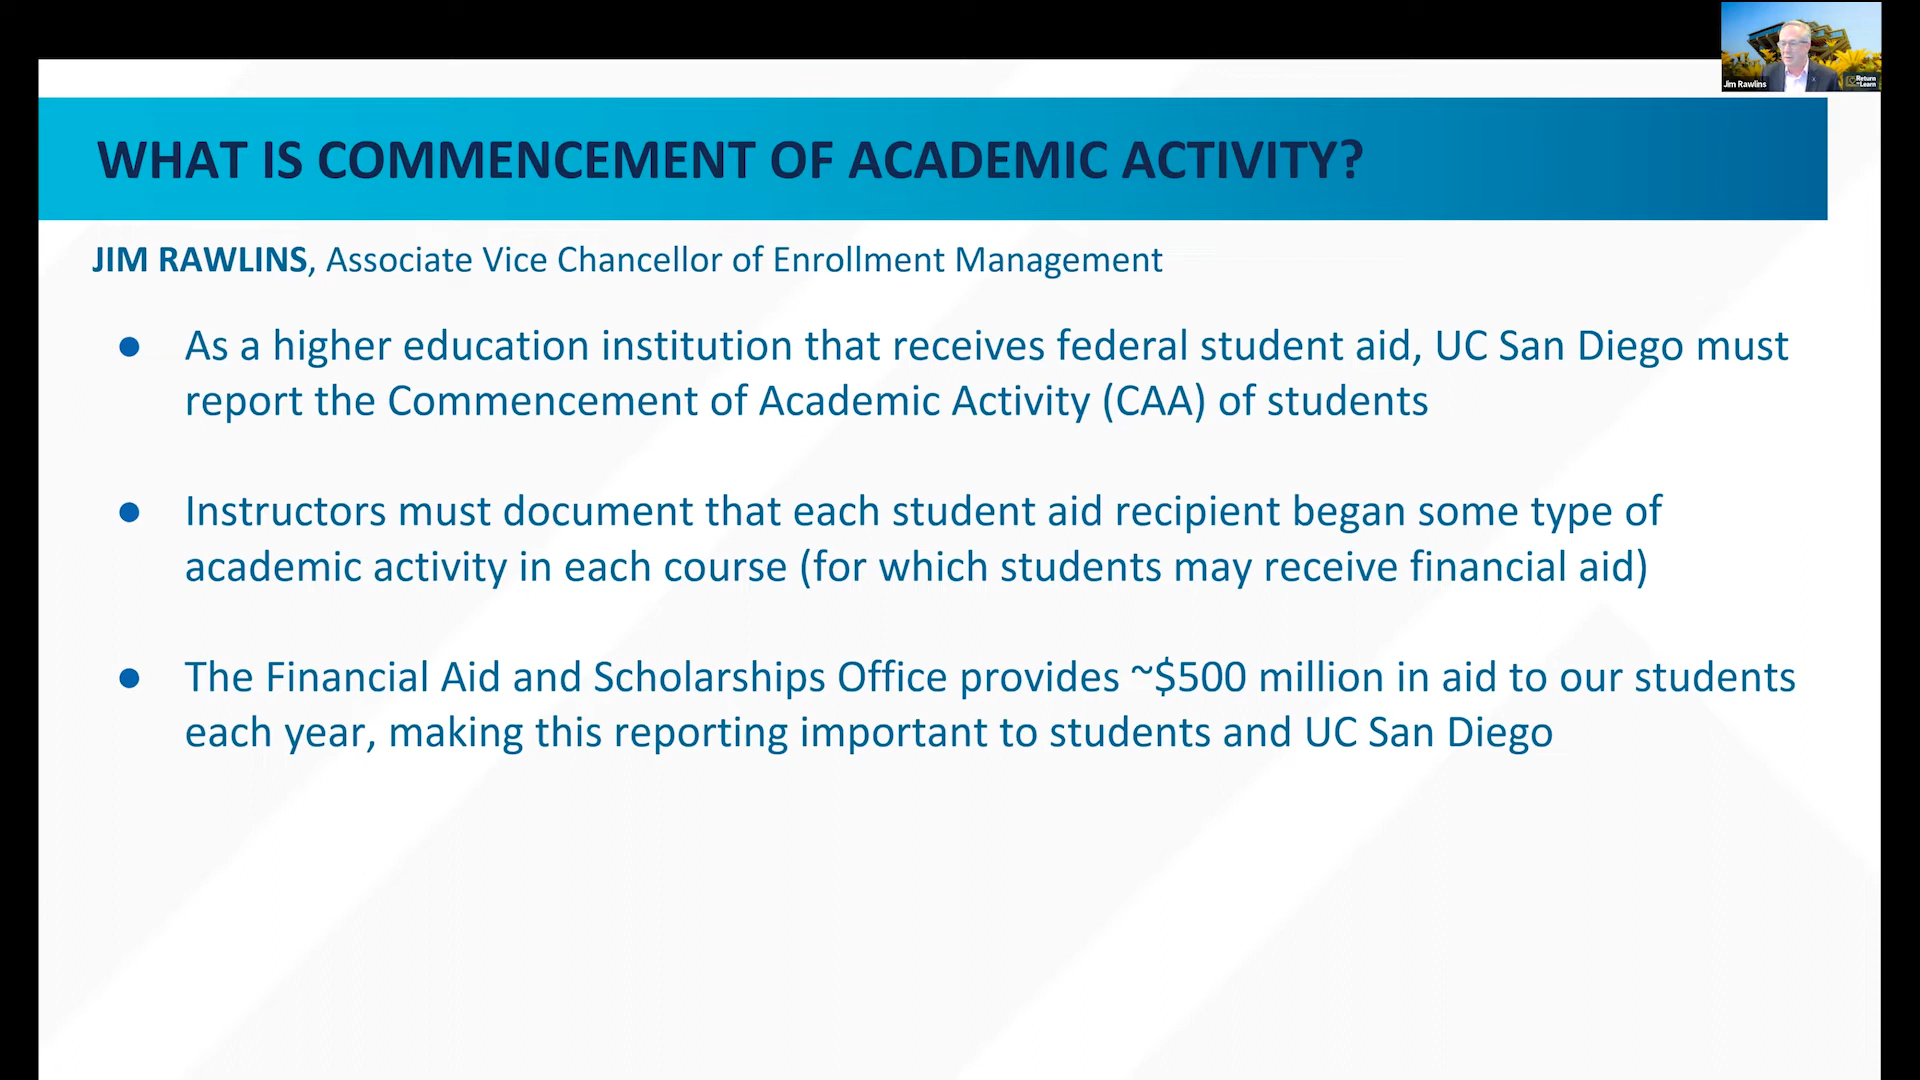 Jim Rawlins
Return
to Learn
WHAT IS COMMENCEMENT OF ACADEMIC ACTIVITY?
JIM RAWLINS, Associate Vice Chancellor of Enrollment Management
● As a higher education institution that receives federal student aid, UC San Diego must
report the Commencement of Academic Activity (CAA) of students
● Instructors must document that each student aid recipient began some type of
academic activity in each course (for which students may receive financial aid)
● The Financial Aid and Scholarships Office provides ~$500 million in aid to our students
each year, making this reporting important to students and UC San Diego